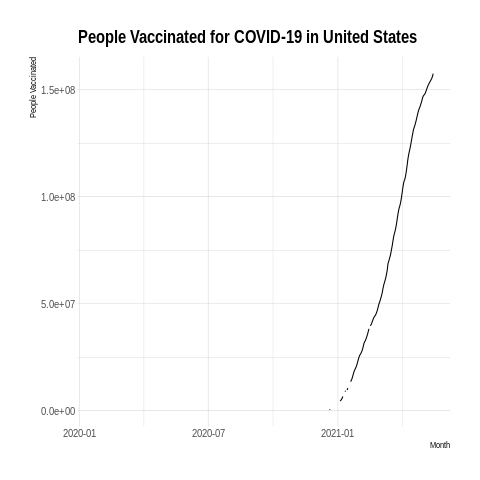 People Vaccinated for COVID-19 in United States
People Vaccinated
1.5e+08
1.0e+08
5.0e+07
0.0e+00
2020-01
2020-07
2021-01
Month